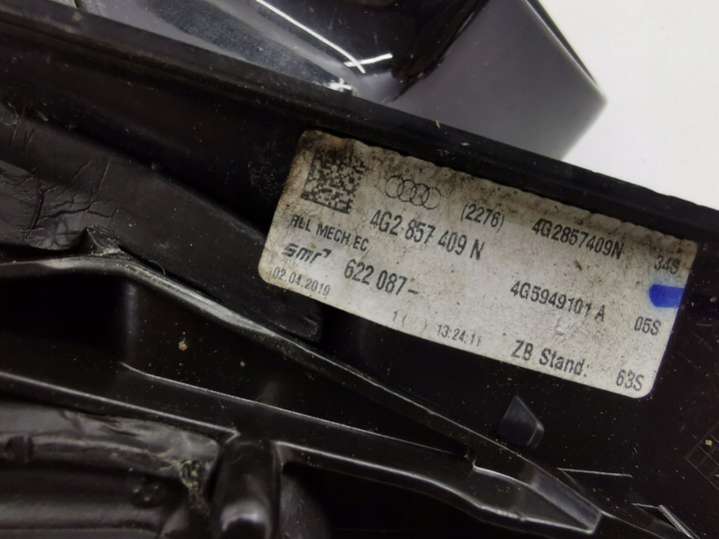 (2276) 4G2857409N 34S
4G2 857 409 N
RLL MECH.EC
smr 622 087- 4G5949101 A 05S
02.04.2019
13:24:11 ZB Stand: 63S